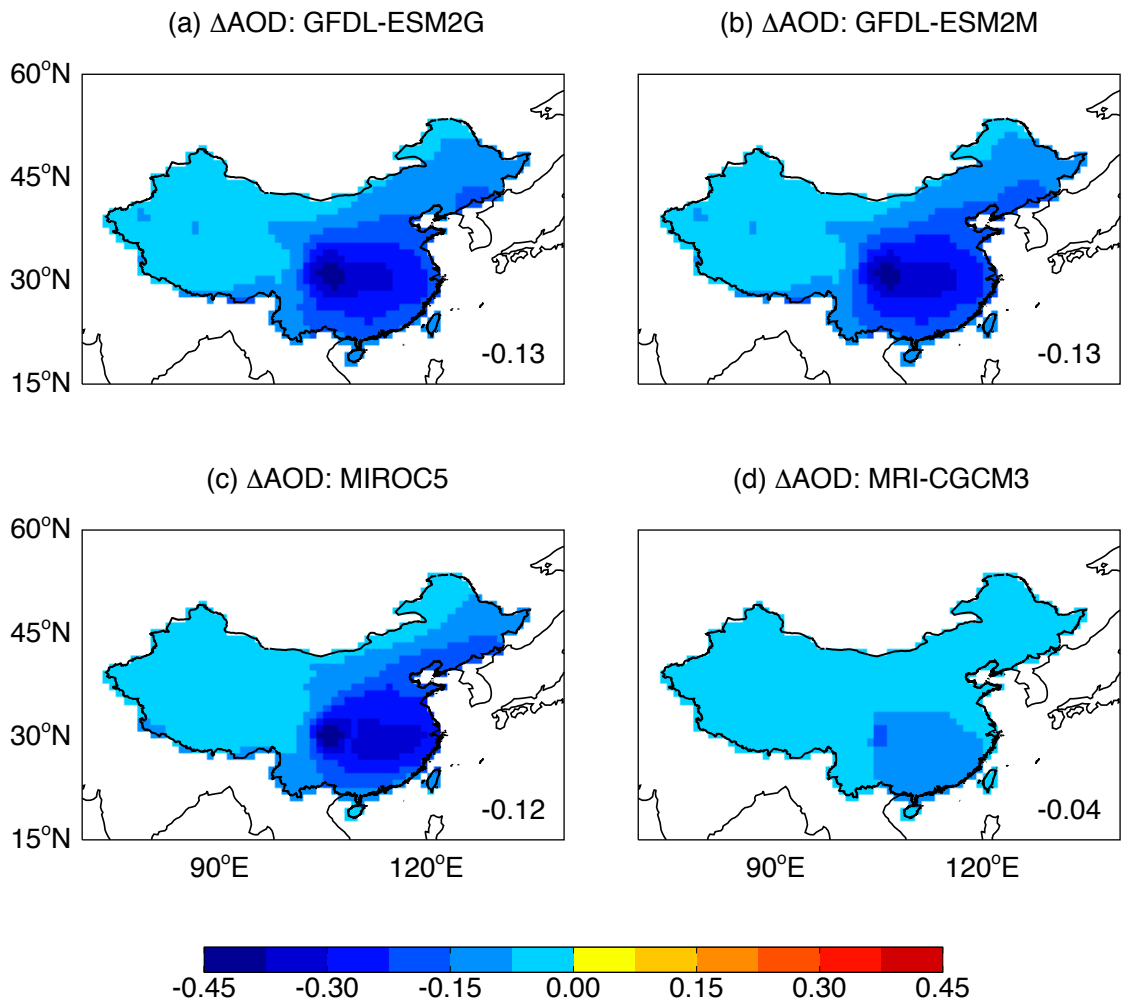 (a) ΔAOD: GFDL-ESM2G (b) ΔAOD: GFDL-ESM2M
60°N
45°N
30°N
15°N
-0.13 -0.13
(c) ΔAOD: MIROC5 (d) ΔAOD: MRI-CGCM3
60°N
45°N
30°N
15°N
-0.12 -0.04
90°E 120°E 90°E 120°E
-0.45 -0.30 -0.15 0.00 0.15 0.30 0.45